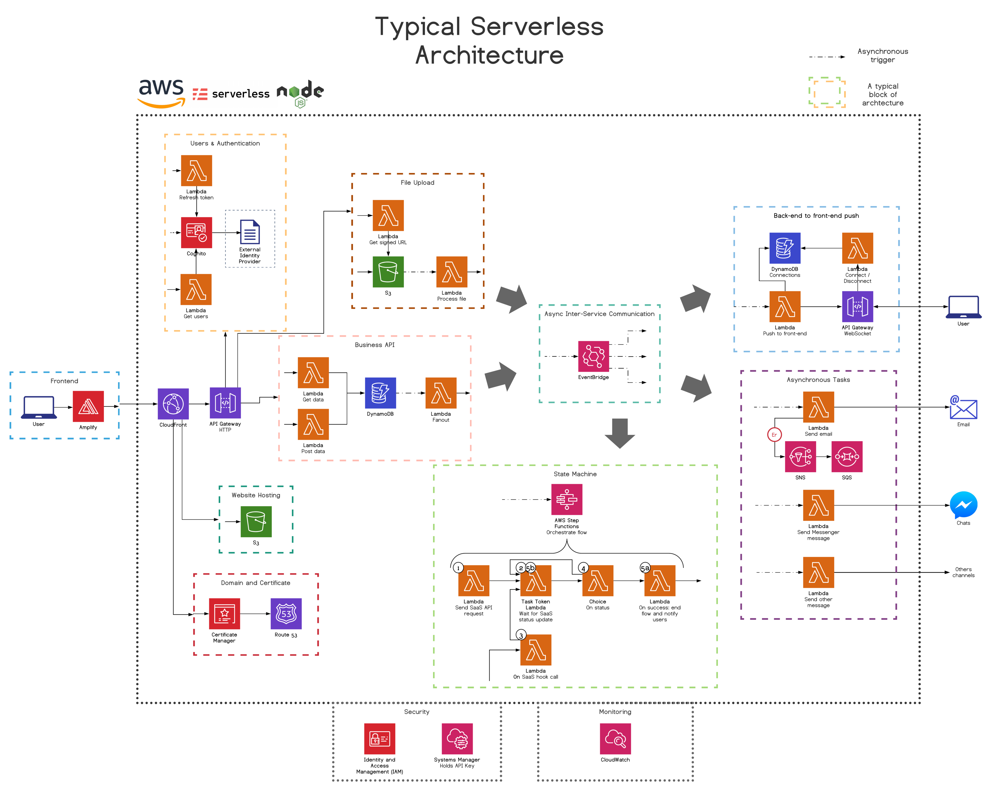 Typical Serverless
Architecture
Asynchronous
trigger
A typical
block of
archtecture
aws
serverless
node
JS
Users & Authentication
Lambda
Refresh token
Cognito
External
Identity
Provider
Lambda
Get users
File Upload
Lambda
Get signed URL
S3
Lambda
Process file
Back-end to front-end push
DynamoDB
Connections
Lambda
Connect /
Disconnect
Lambda
Push to front-end
API Gateway
WebSocket
User
Async Inter-Service Communication
EventBridge
Business API
Lambda
Get data
Lambda
Post data
DynamoDB
Lambda
Fanout
Frontend
User
Amplify
CloudFront
API Gateway
HTTP
Asynchronous Tasks
Lambda
Send email
Er
SNS
SQS
Lambda
Send Messenger
message
Lambda
Send other
message
@
Email
Chats
Others
channels
Website Hosting
S3
Domain and Certificate
Certificate
Manager
53
Route 53
State Machine
AWS Step
Functions
Orchestrate flow
1
Lambda
Send SaaS API
request
2
5b
Task Token
Lambda
Wait for SaaS
status update
4
Choice
On status
5a
Lambda
On success: end
flow and notify
users
3
Lambda
On SaaS hook call
Security
Identity and
Access
Management (IAM)
Systems Manager
Holds API Key
Monitoring
CloudWatch